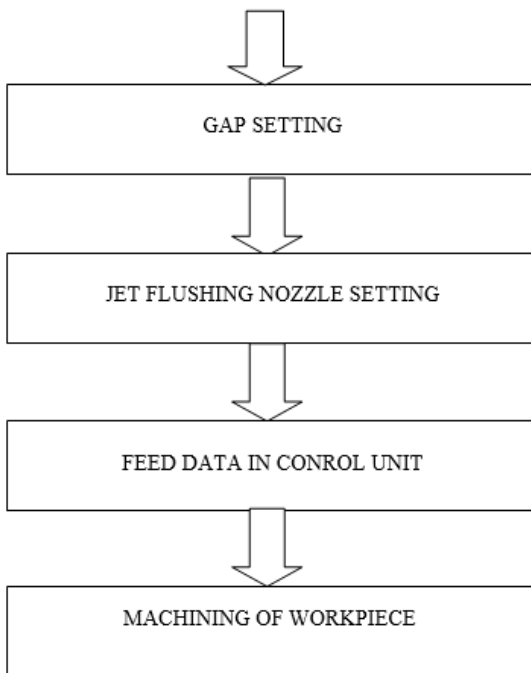 GAP SETTING
JET FLUSHING NOZZLE SETTING
FEED DATA IN CONROL UNIT
MACHINING OF WORKPIECE